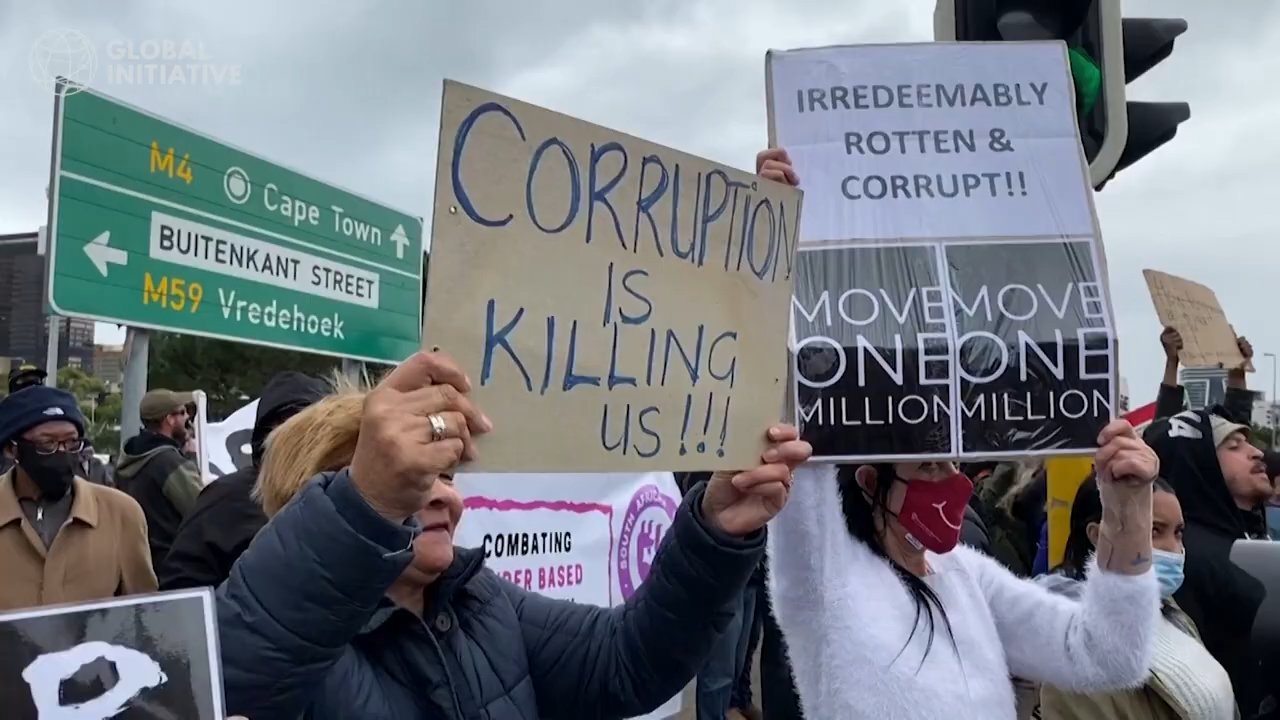 GLOBAL
INITIATIVE
M4 Cape Town
BUITENKANT STREET
M59 Vredehoek
CORRUPTION
IS
KILLING
US!!!
IRREDEEMABLY
ROTTEN &
CORRUPT!!
MOVE
ONE
MILLION
MOVE
ONE
MILLION
COMBATING
BASED
SOUTH